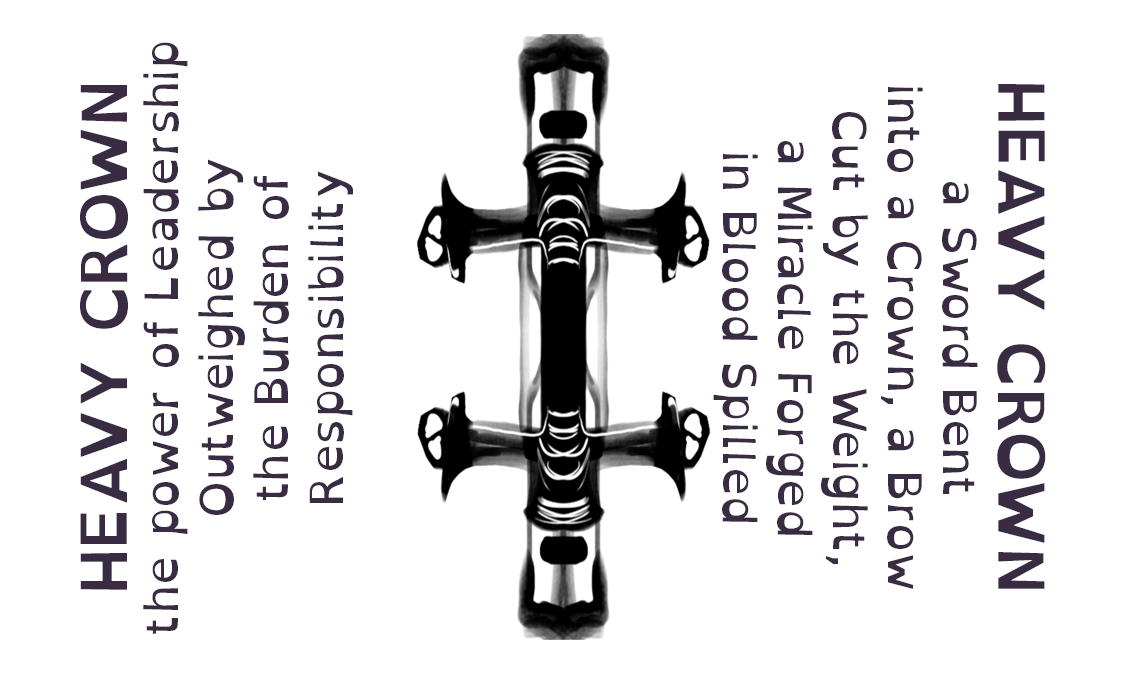 HEAVY CROWN
the power of Leadership
Outweighed by
the Burden of
Responsibility
HEAVY CROWN
a Sword Bent
into a Crown, a Brow
Cut by the Weight,
a Miracle Forged
in Blood Spilled